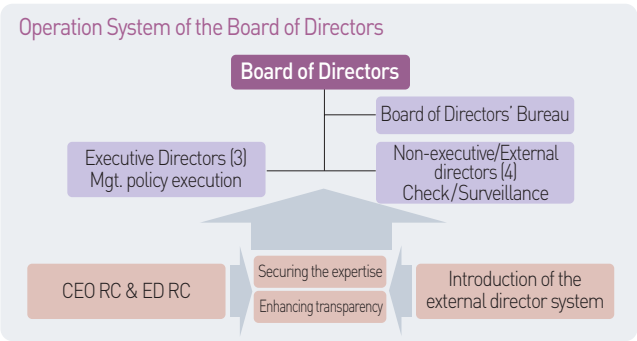 Operation System of the Board of Directors
Board of Directors
Board of Directors' Bureau
Executive Directors (3)
Mgt. policy execution
Non-executive/External
directors (4)
Check/Surveillance
CEO RC & ED RC
Securing the expertise
Enhancing transparency
Introduction of the
external director system